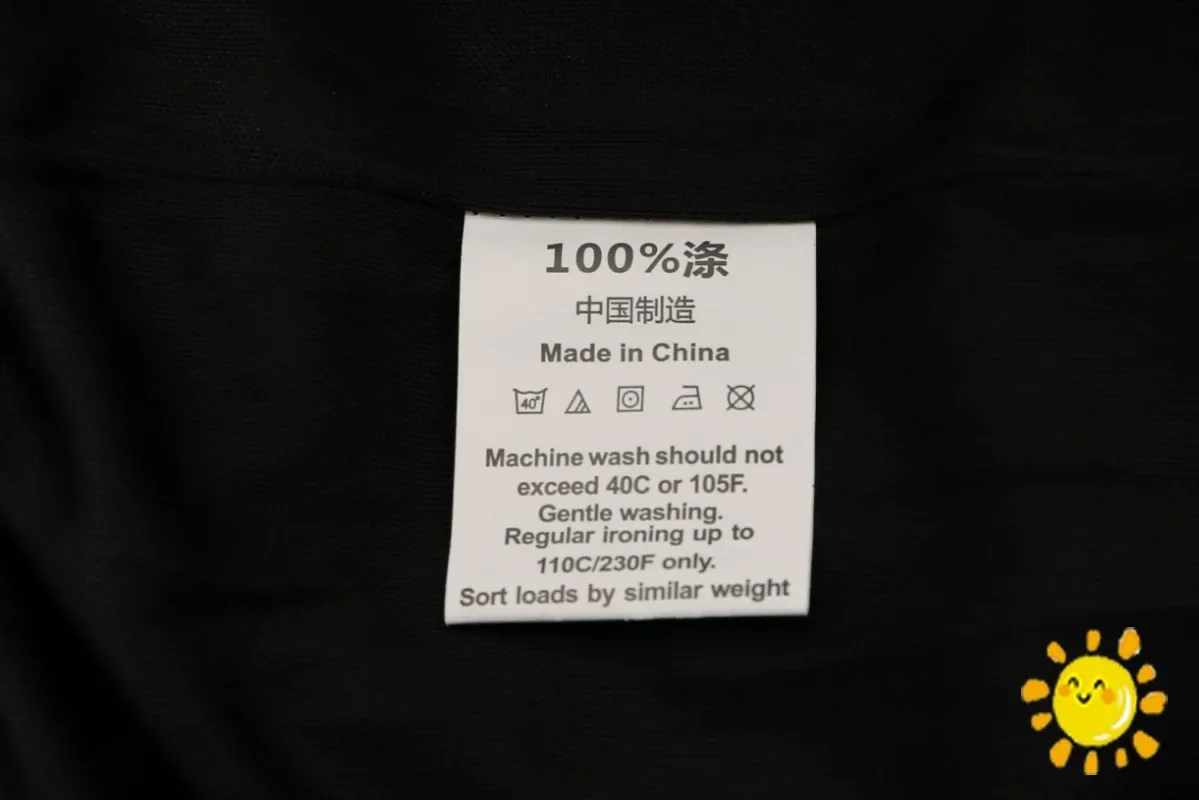 100%涤
中国制造
Made in China
40°
Machine wash should not
exceed 40C or 105F.
Gentle washing.
Regular ironing up to
110C/230F only.
Sort loads by similar weight